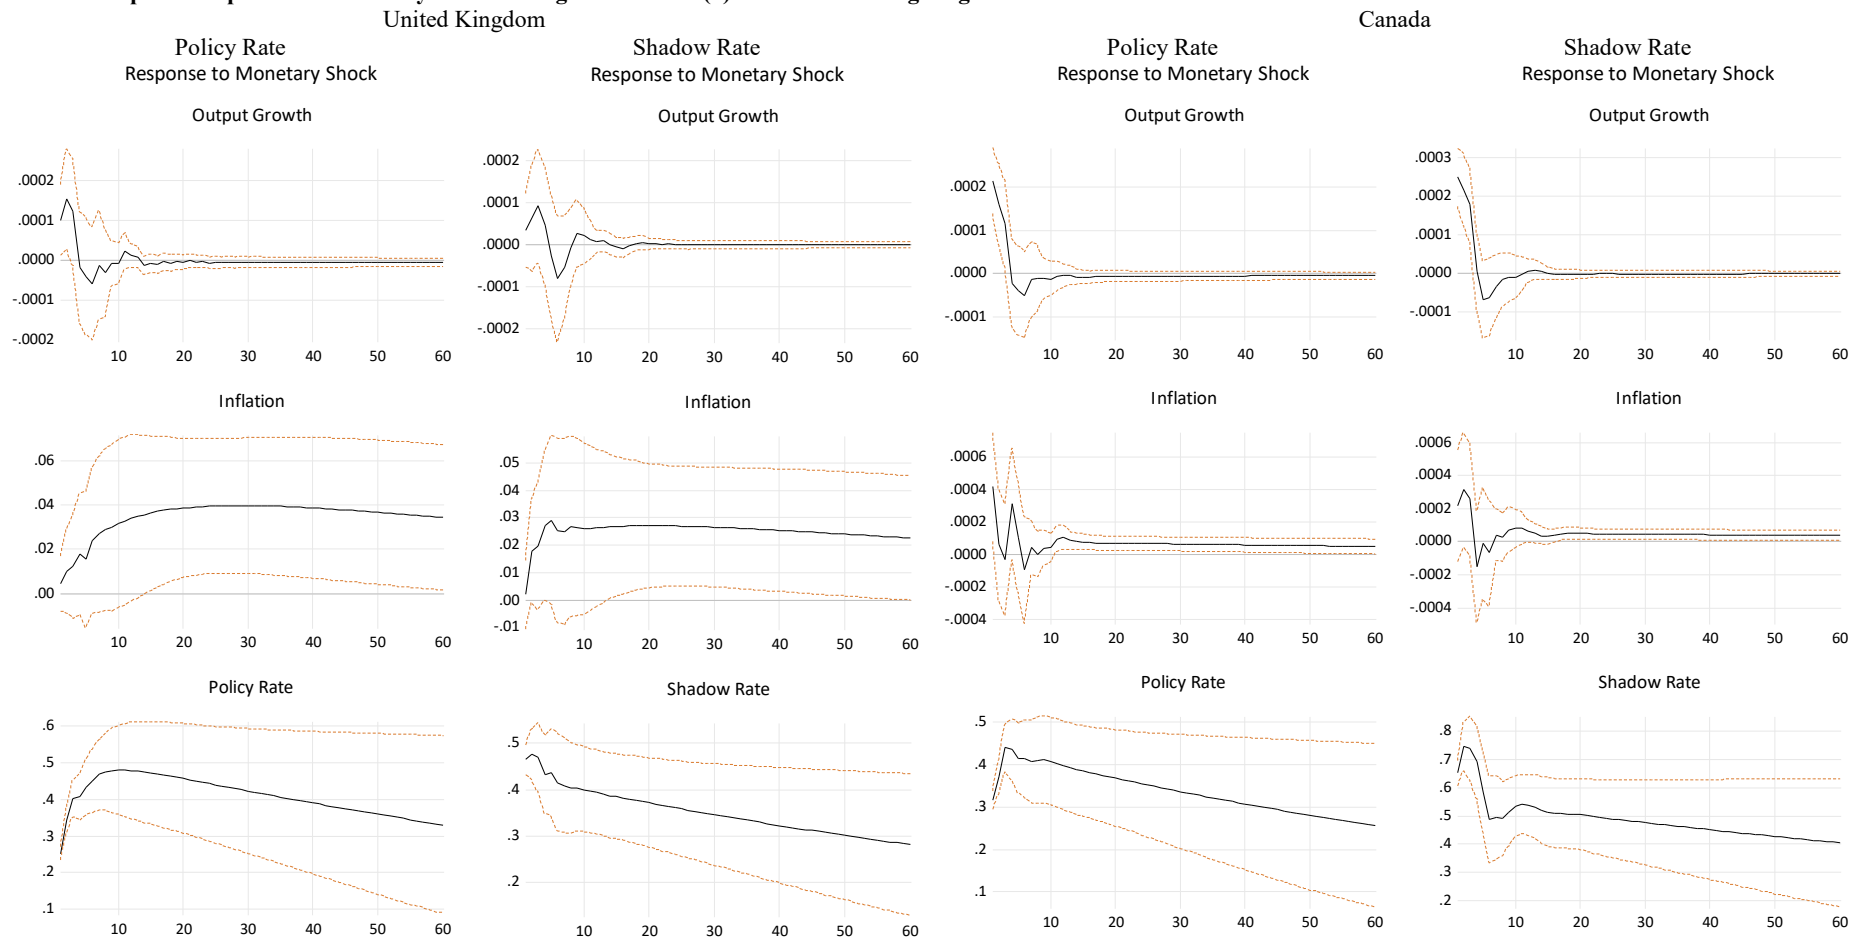 United Kingdom
Canada
Policy Rate
Shadow Rate
Policy Rate
Shadow Rate
Response to Monetary Shock
Response to Monetary Shock
Response to Monetary Shock
Response to Monetary Shock
Output Growth
.0002
.0001
.0000
-.0001
-.0002
10 20 30 40 50 60
Output Growth
.0002
.0001
.0000
-.0001
-.0002
10 20 30 40 50 60
Output Growth
.0002
.0001
.0000
-.0001
10 20 30 40 50 60
Output Growth
.0003
.0002
.0001
.0000
-.0001
10 20 30 40 50 60
Inflation
.06
.04
.02
.00
10 20 30 40 50 60
Inflation
.05
.04
.03
.02
.01
.00
-.01
10 20 30 40 50 60
Inflation
.0006
.0004
.0002
.0000
-.0002
-.0004
10 20 30 40 50 60
Inflation
.0006
.0004
.0002
.0000
-.0002
-.0004
10 20 30 40 50 60
Policy Rate
.6
.5
.4
.3
.2
.1
10 20 30 40 50 60
Shadow Rate
.5
.4
.3
.2
10 20 30 40 50 60
Policy Rate
.5
.4
.3
.2
.1
10 20 30 40 50 60
Shadow Rate
.8
.7
.6
.5
.4
.3
.2
10 20 30 40 50 60